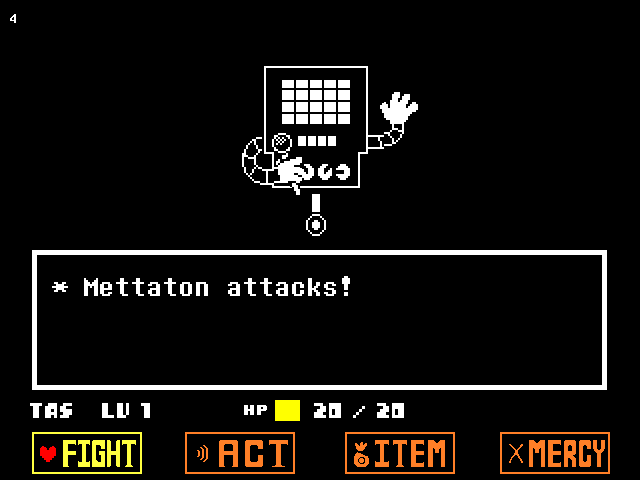 4
* Mettaton attacks!
TAS LV 1 HP 20 / 20
FIGHT ACT ITEM MERCY